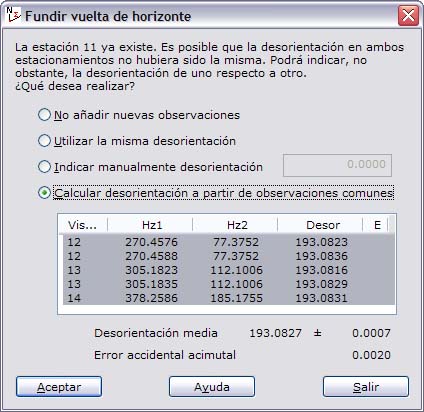 Fundir vuelta de horizonte
La estación 11 ya existe. Es posible que la desorientación en ambos
estacionamientos no hubiera sido la misma. Podrá indicar, no
obstante, la desorientación de uno respecto a otro.
¿Qué desea realizar?
No añadir nuevas observaciones
Utilizar la misma desorientación
Indicar manualmente desorientación 0.0000
Calcular desorientación a partir de observaciones comunes
Vis... Hz1 Hz2 Desor E
12 270.4576 77.3752 193.0823
12 270.4588 77.3752 193.0836
13 305.1823 112.1006 193.0816
13 305.1835 112.1006 193.0829
14 378.2586 185.1755 193.0831
Desorientación media 193.0827 ± 0.0007
Error accidental acimutal 0.0020
Aceptar Ayuda Salir